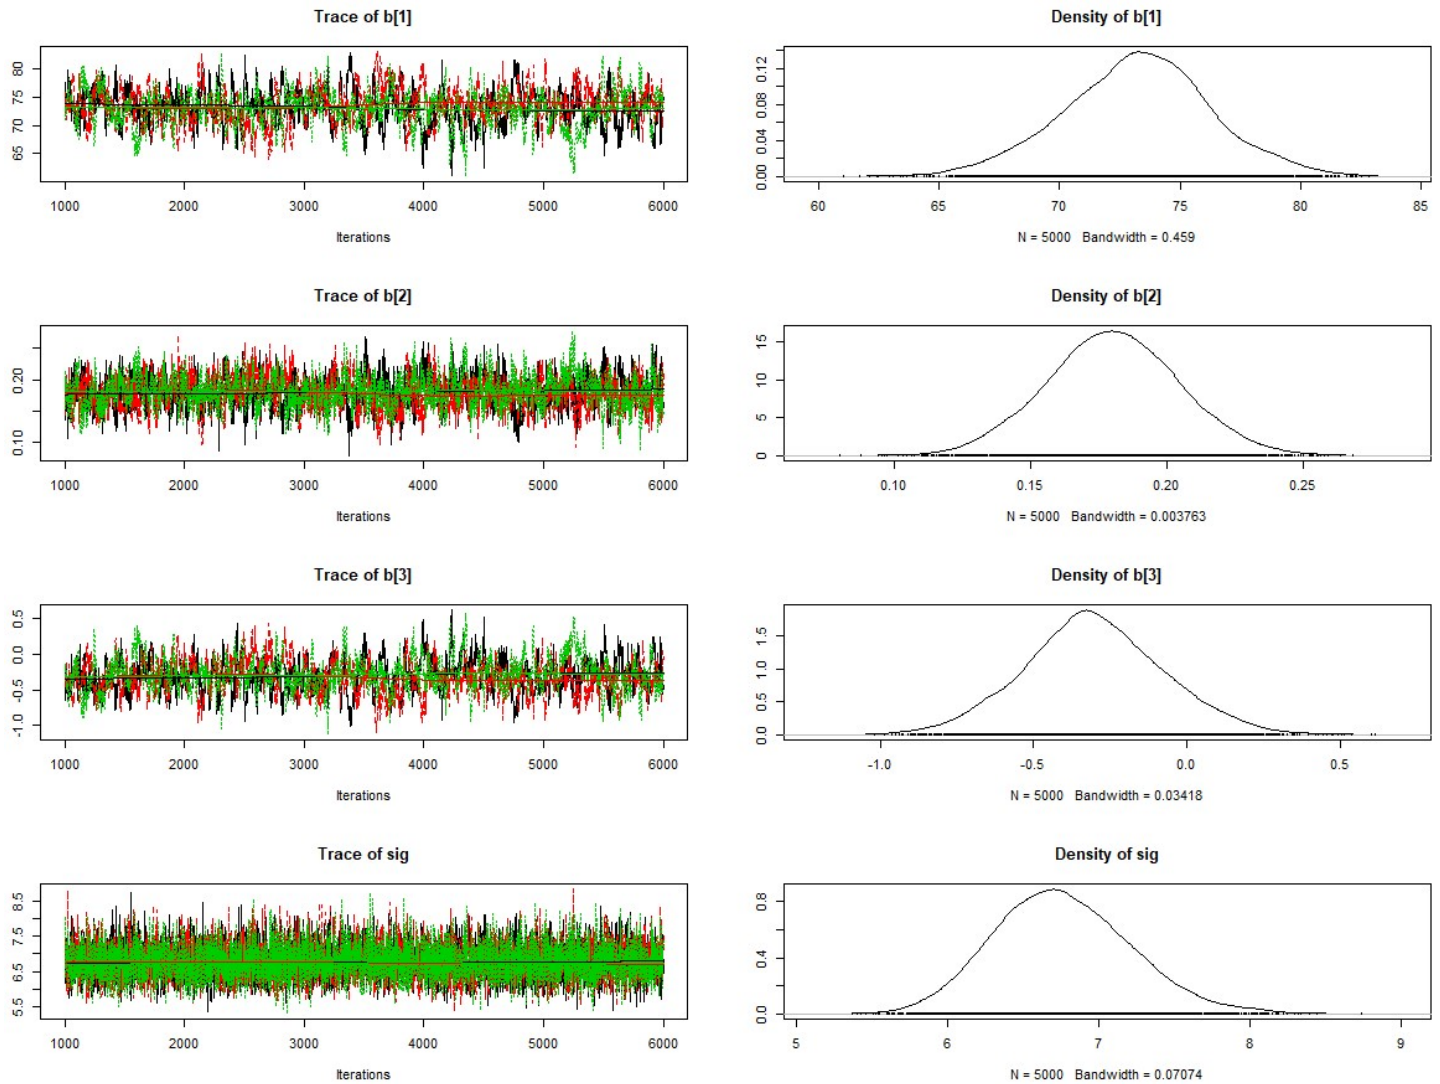 Trace of b[1]
80
75
70
65
1000 2000 3000 4000 5000 6000
Iterations
Density of b[1]
0.12
0.08
0.04
0.00
60 65 70 75 80 85
N = 5000 Bandwidth = 0.459
Trace of b[2]
0.20
0.10
1000 2000 3000 4000 5000 6000
Iterations
Density of b[2]
15
10
5
0
0.10 0.15 0.20 0.25
N = 5000 Bandwidth = 0.003763
Trace of b[3]
0.5
0.0
-0.5
-1.0
1000 2000 3000 4000 5000 6000
Iterations
Density of b[3]
1.5
1.0
0.5
0.0
-1.0 -0.5 0.0 0.5
N = 5000 Bandwidth = 0.03418
Trace of sig
8.5
7.5
6.5
5.5
1000 2000 3000 4000 5000 6000
Iterations
Density of sig
0.8
0.4
0.0
5 6 7 8 9
N = 5000 Bandwidth = 0.07074